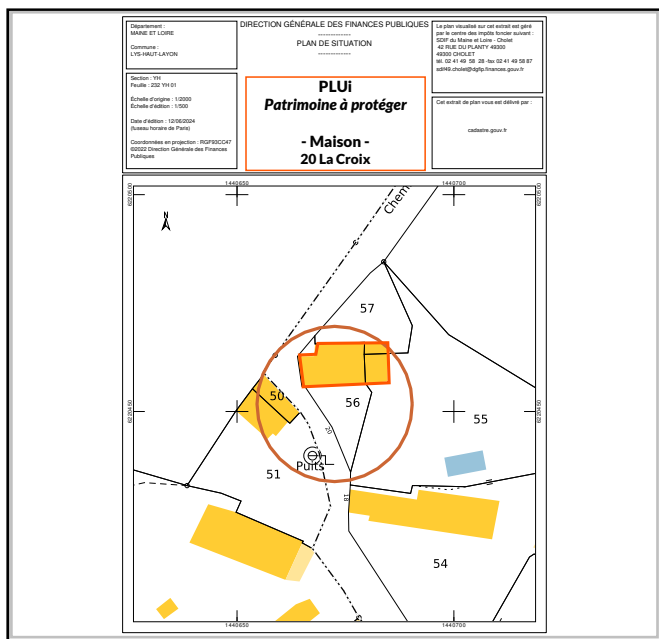 Département :
MAINE ET LOIRE
Commune :
LYS-HAUT-LAYON
Section : YH
Feuille : 232 YH 01
Échelle d'origine : 1/2000
Échelle d'édition : 1/500
Date d'édition : 12/06/2024
(fuseau horaire de Paris)
Coordonnées en projection : RGF93CC47
©2022 Direction Générale des Finances
Publiques
DIRECTION GÉNÉRALE DES FINANCES PUBLIQUES
-------------
PLAN DE SITUATION
-------------
PLUi
Patrimoine à protéger
- Maison -
20 La Croix
Le plan visualisé sur cet extrait est géré
par le centre des impôts foncier suivant :
SDIF du Maine et Loire - Cholet
42 RUE DU PLANTY 49300
49300 CHOLET
tél. 02 41 49 58 28 -fax 02 41 49 58 87
sdif49.cholet@dgfip.finances.gouv.fr
Cet extrait de plan vous est délivré par :
cadastre.gouv.fr
1440650
1440700
6220500
6220500
N
Chem
57
50
56
55
20
6220450
6220450
Puits
51
18
54
1440650
1440700